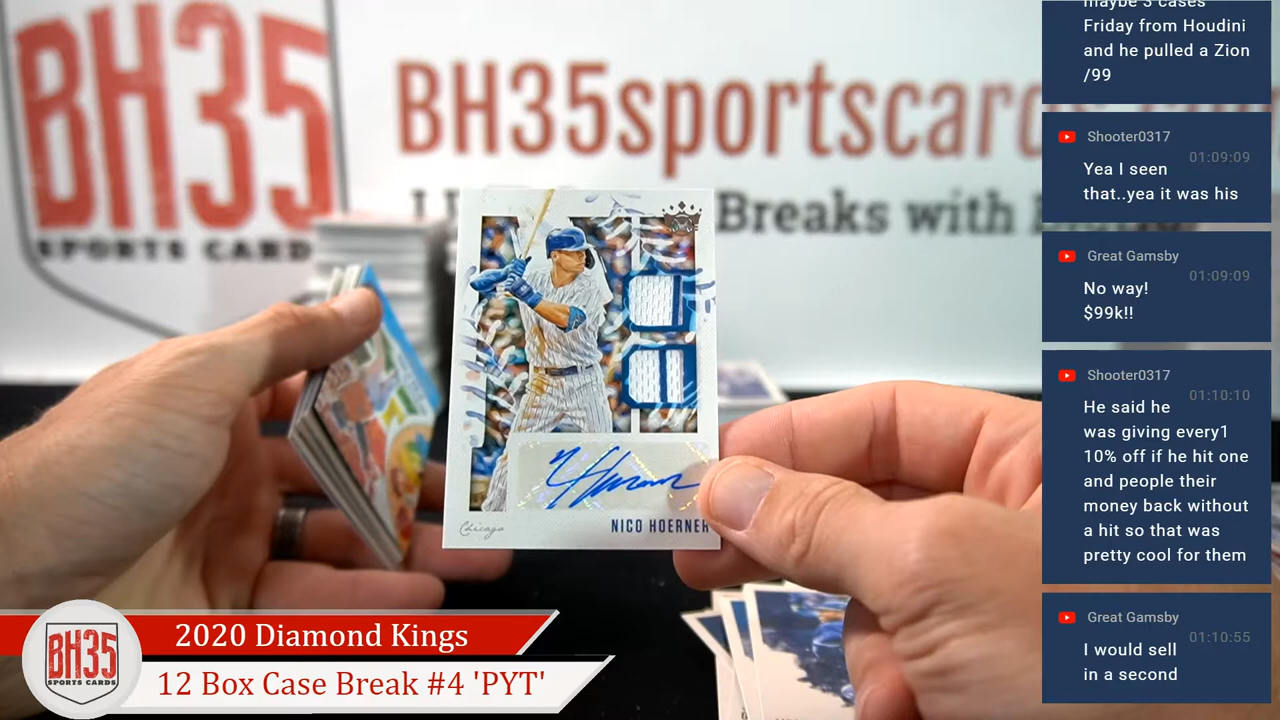 BH35
SPORTS CARDS
BH35sportscard
Breaks with
Chicago
NICO HOERNER
2020 Diamond Kings
12 Box Case Break #4 'PYT'
BH35
SPORTS CARDS
maybe 3 cases
Friday from Houdini
and he pulled a Zion
/99
Shooter0317
01:09:09
Yea I seen
that..yea it was his
Great Gamsby
01:09:09
No way!
$99k!!
Shooter0317
01:10:10
He said he
was giving every1
10% off if he hit one
and people their
money back without
a hit so that was
pretty cool for them
Great Gamsby
01:10:55
I would sell
in a second